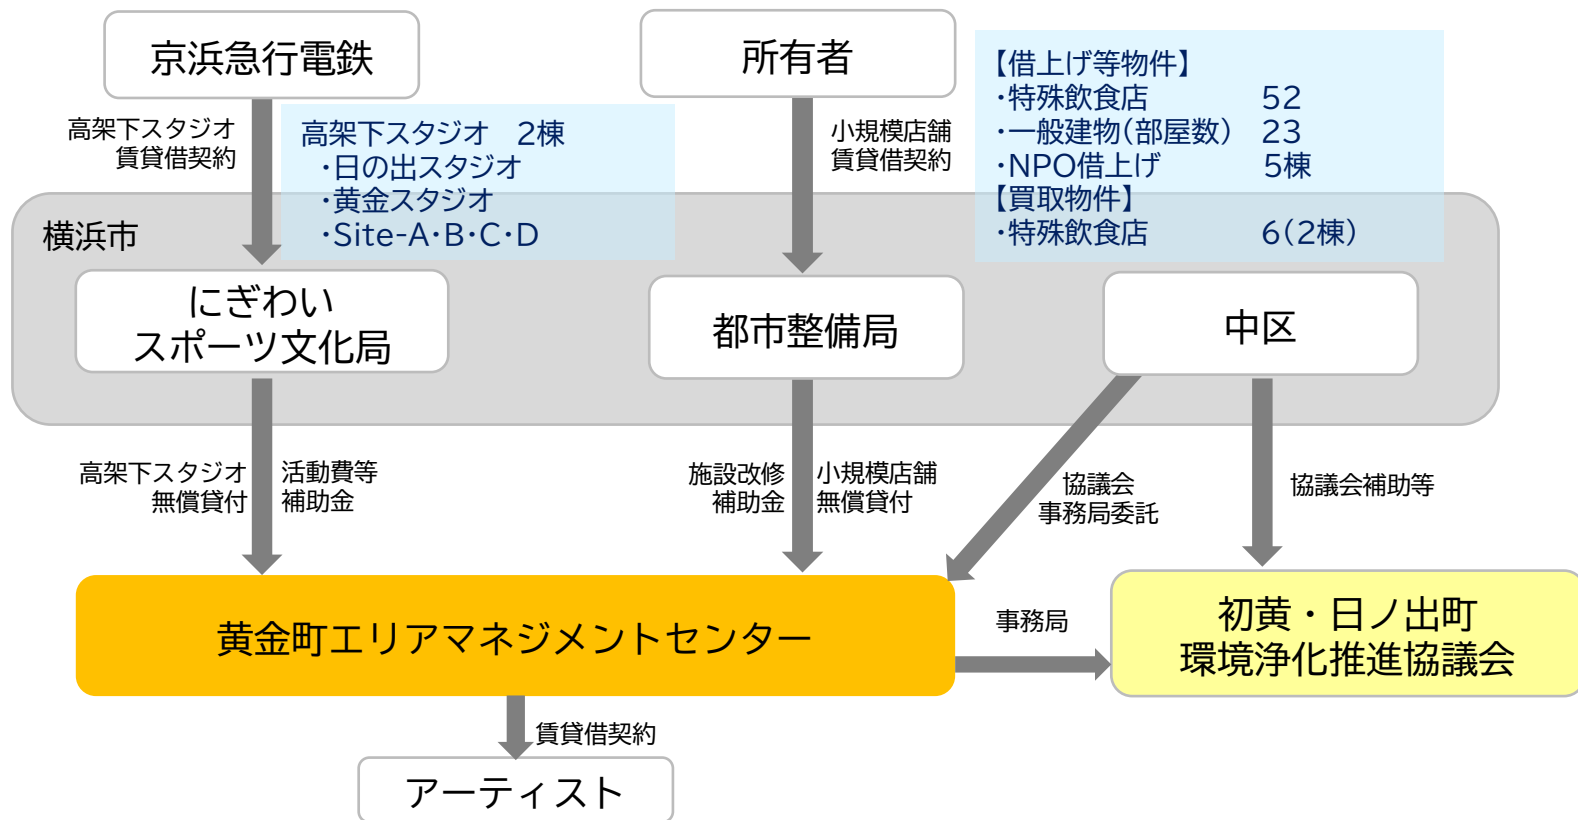 京浜急行電鉄
所有者
【借上げ等物件】
・特殊飲食店 52
・一般建物(部屋数) 23
・NPO借上げ 5棟
【買取物件】
・特殊飲食店 6(2棟)
高架下スタジオ
賃貸借契約
高架下スタジオ 2棟
・日の出スタジオ
・黄金スタジオ
・Site-A・B・C・D
小規模店舗
賃貸借契約
横浜市
にぎわい
スポーツ文化局
都市整備局
中区
高架下スタジオ
無償貸付
活動費等
補助金
施設改修
補助金
小規模店舗
無償貸付
協議会
事務局委託
協議会補助等
黄金町エリアマネジメントセンター
事務局
初黄・日ノ出町
環境浄化推進協議会
賃貸借契約
アーティスト